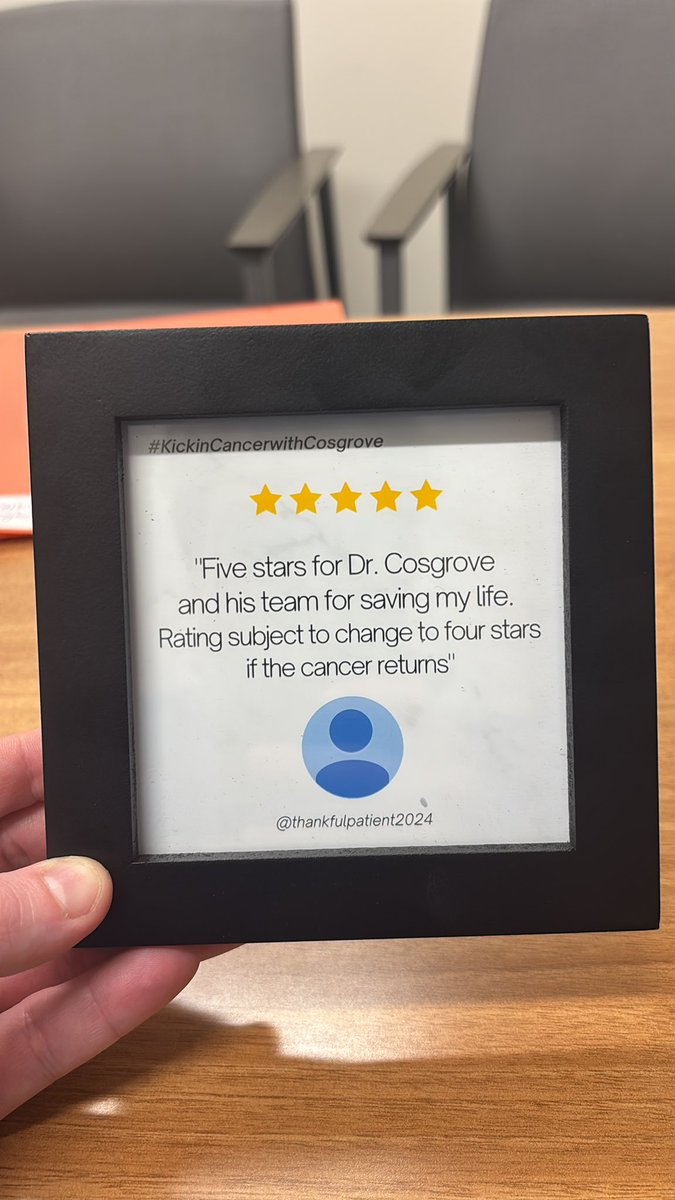 #KickinCancerwithCosgrove
"Five stars for Dr. Cosgrove
and his team for saving my life.
Rating subject to change to four stars
if the cancer returns"
@thankfulpatient2024